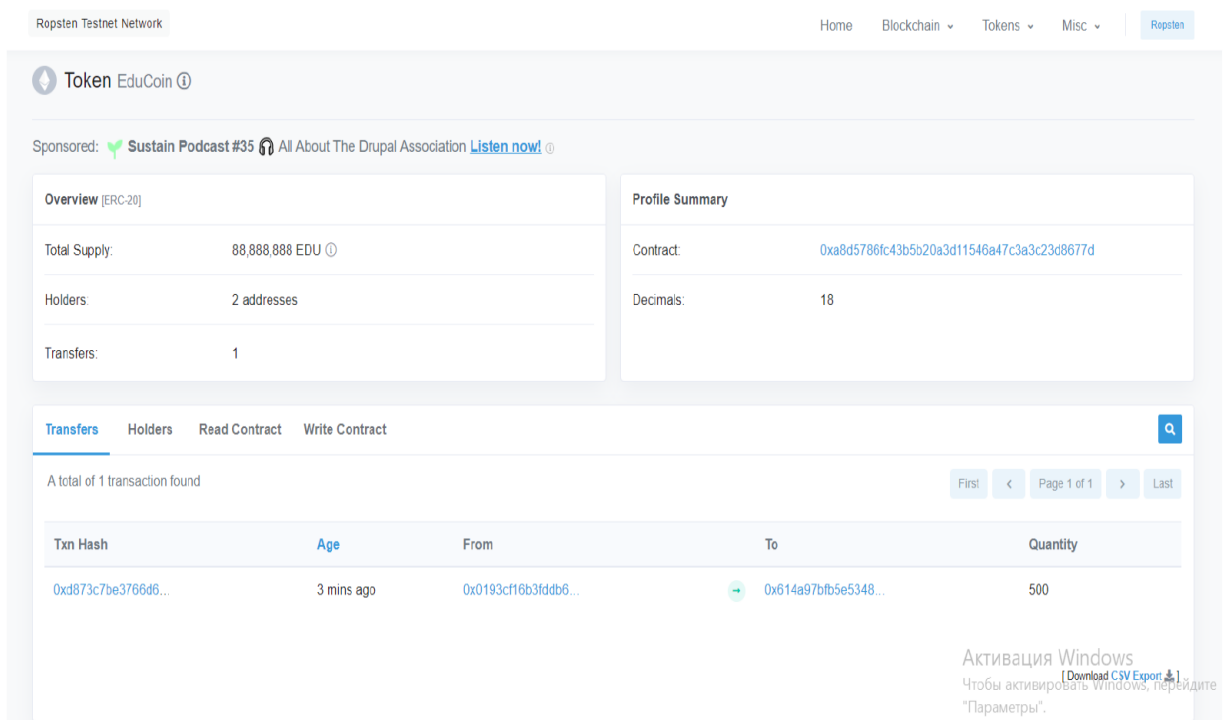 Ropsten Testnet Network
Home Blockchain Tokens Misc Ropsten
Token EduCoin
Sponsored: Sustain Podcast #35 All About The Drupal Association Listen now!
Overview [ERC-20]
Total Supply: 88,888,888 EDU
Holders: 2 addresses
Transfers: 1
Profile Summary
Contract: 0xa8d5786fc43b5b20a3d11546a47c3a3c23d8677d
Decimals: 18
Transfers Holders Read Contract Write Contract
A total of 1 transaction found
First < Page 1 of 1 > Last
Txn Hash Age From To Quantity
0xd873c7be3766d6... 3 mins ago 0x0193cf16b3fddb6... 0x614a97bfb5e5348... 500
Активация Windows
[ Download CSV Export ]
Чтобы активировать Windows, перейдите
"Параметры".